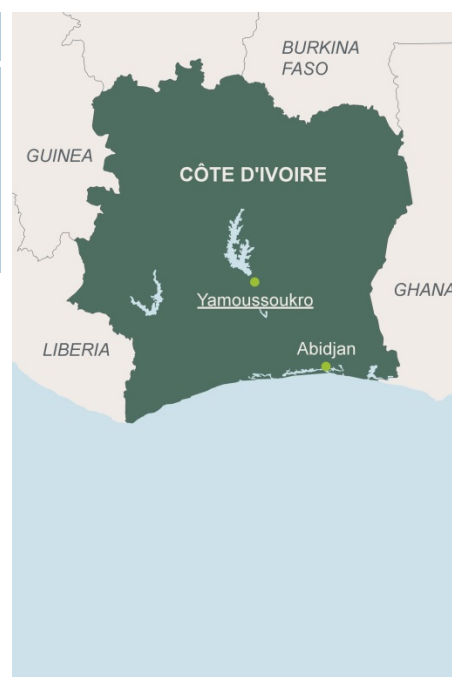 BURKINA
FASO
GUINEA
CÔTE D'IVOIRE
Yamoussoukro
GHANA
LIBERIA
Abidjan